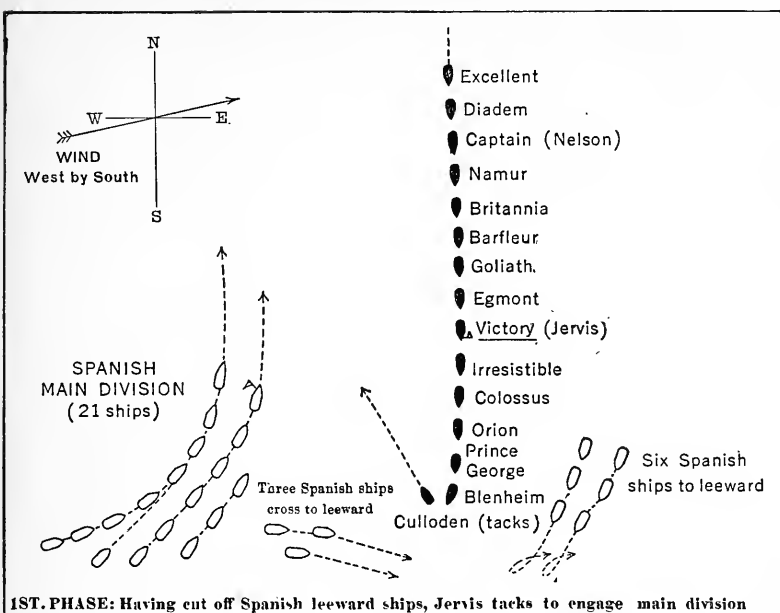 N
W E.
S
WIND
West by South
Excellent
Diadem
Captain (Nelson)
Namur
Britannia
Barfleur
Goliath.
Egmont
Victory (Jervis)
Irresistible
Colossus
Orion
Prince
George
Blenheim
Culloden (tacks)
SPANISH
MAIN DIVISION
(21 ships)
Three Spanish ships
cross to leeward
Six Spanish
ships to leeward
1ST. PHASE: Having cut off Spanish leeward ships, Jervis tacks to engage main division